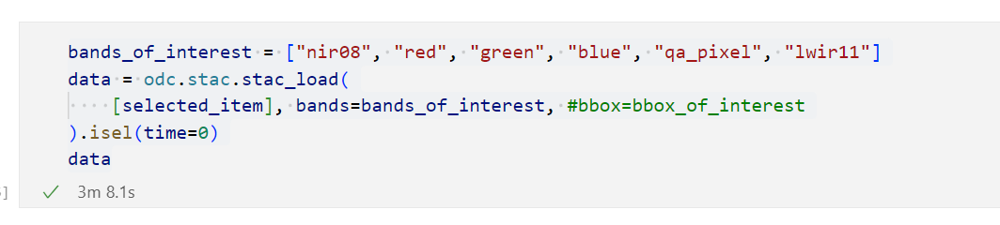 bands_of_interest = ["nir08", "red", "green", "blue", "qa_pixel", "lwir11"]
data = odc.stac.stac_load(
    [selected_item], bands=bands_of_interest, #bbox=bbox_of_interest
).isel(time=0)
data
] ✓ 3m 8.1s